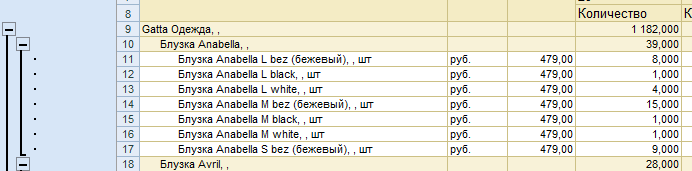 8 Количество
9 Gatta Одежда, , 1 182,000
10 Блузка Anabella, , 39,000
11 Блузка Anabella L bez (бежевый), , шт руб. 479,00 8,000
12 Блузка Anabella L black, , шт руб. 479,00 1,000
13 Блузка Anabella L white, , шт руб. 479,00 4,000
14 Блузка Anabella M bez (бежевый), , шт руб. 479,00 15,000
15 Блузка Anabella M black, , шт руб. 479,00 1,000
16 Блузка Anabella M white, , шт руб. 479,00 1,000
17 Блузка Anabella S bez (бежевый), , шт руб. 479,00 9,000
18 Блузка Avril, , 28,000